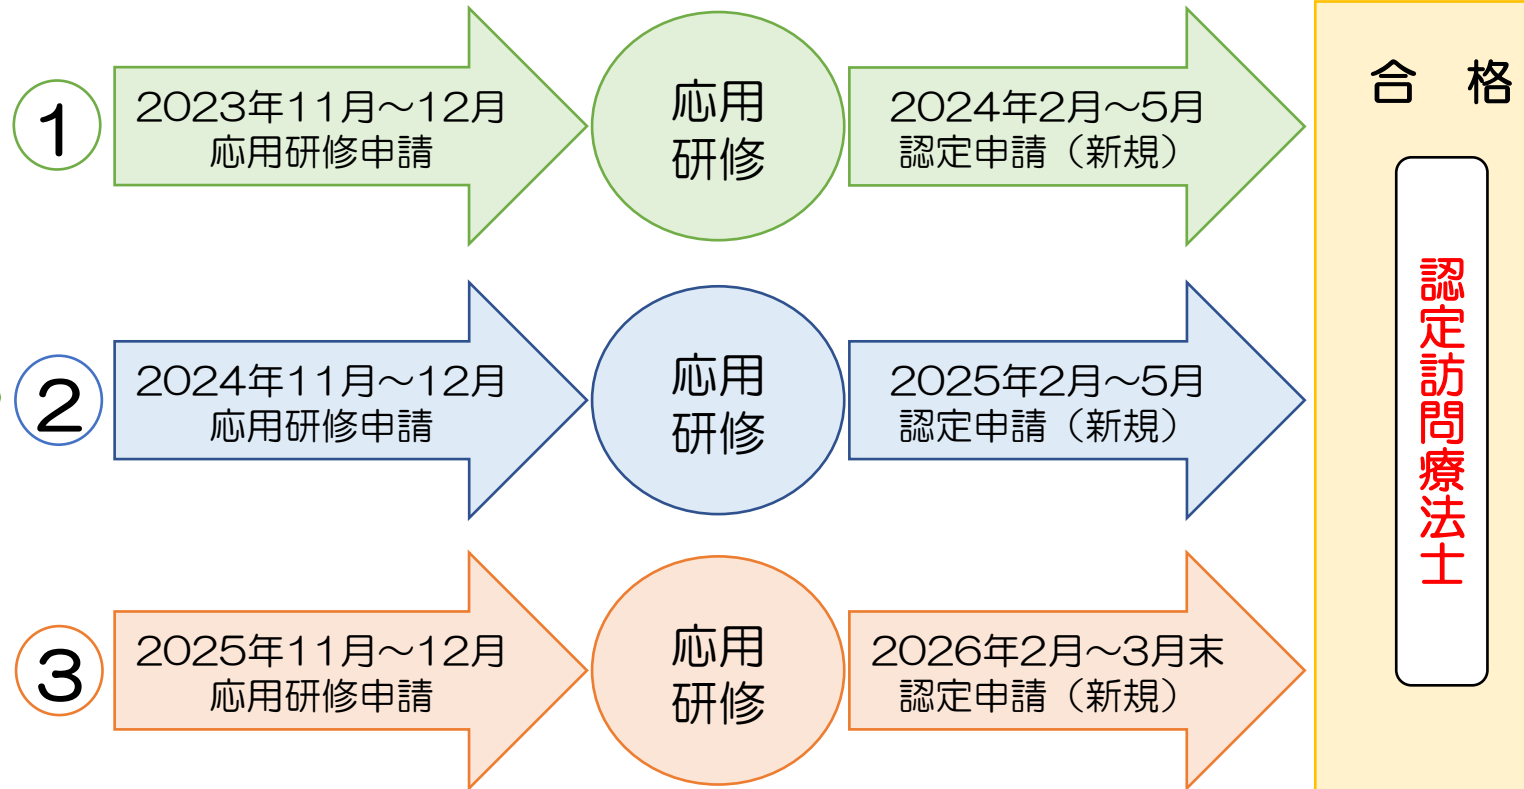 ①
2023年11月～12月
応用研修申請
応用
研修
2024年2月～5月
認定申請（新規）
②
2024年11月～12月
応用研修申請
応用
研修
2025年2月～5月
認定申請（新規）
③
2025年11月～12月
応用研修申請
応用
研修
2026年2月～3月末
認定申請（新規）
合　格
認定訪問療法士